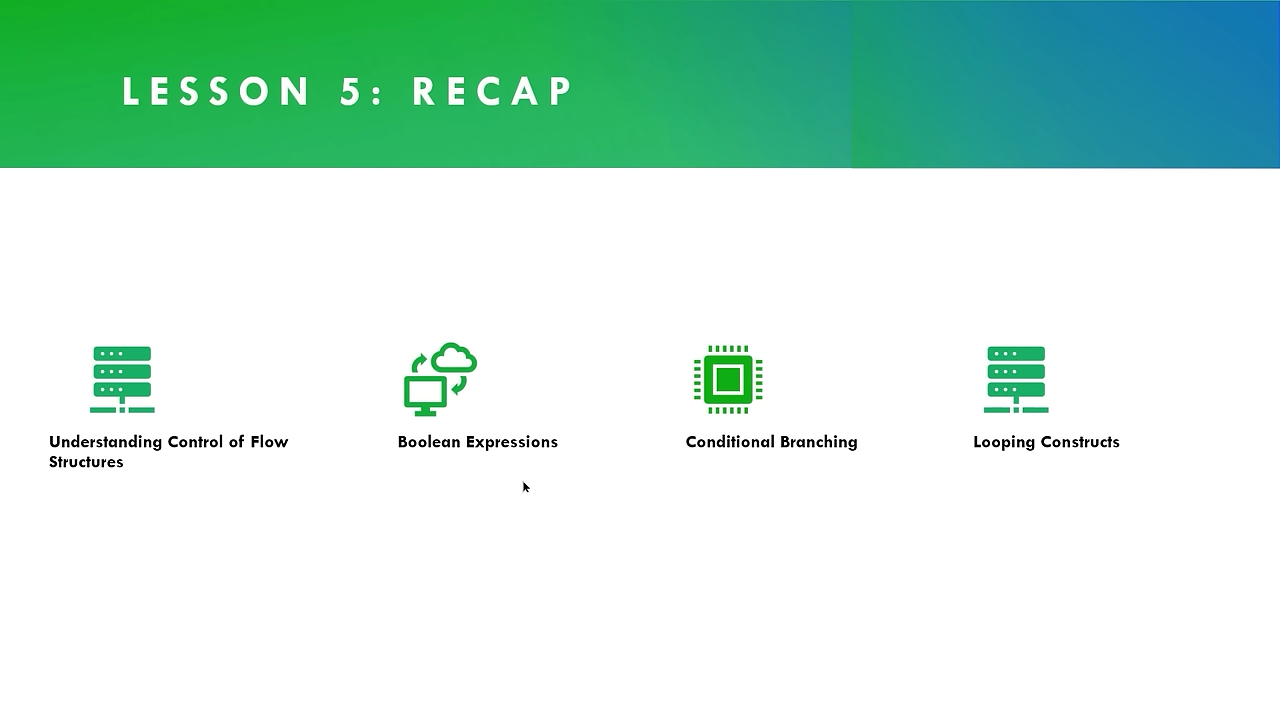 LESSON 5: RECAP
Understanding Control of Flow
Structures
Boolean Expressions
Conditional Branching
Looping Constructs